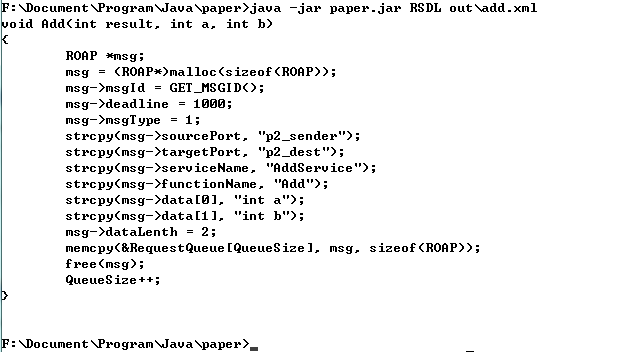 F:\Document\Program\Java\paper>java -jar paper.jar RSDL out\add.xml
void Add(int result, int a, int b)
{
ROAP *msg;
msg = (ROAP*)malloc(sizeof(ROAP));
msg->msgId = GET_MSGID();
msg->deadline = 1000;
msg->msgType = 1;
strcpy(msg->sourcePort, "p2_sender");
strcpy(msg->targetPort, "p2_dest");
strcpy(msg->serviceName, "AddService");
strcpy(msg->functionName, "Add");
strcpy(msg->data[0], "int a");
strcpy(msg->data[1], "int b");
msg->dataLenth = 2;
memcpy(&RequestQueue[QueueSize], msg, sizeof(ROAP));
free(msg);
QueueSize++;
}
F:\Document\Program\Java\paper>